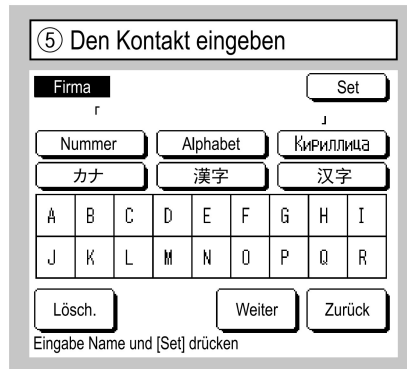 ⑤ Den Kontakt eingeben
Firma Set
「 」
Nummer Alphabet Кириллица
カナ 漢字 汉字
A B C D E F G H I
J K L M N O P Q R
Lösch. Weiter Zurück
Eingabe Name und [Set] drücken